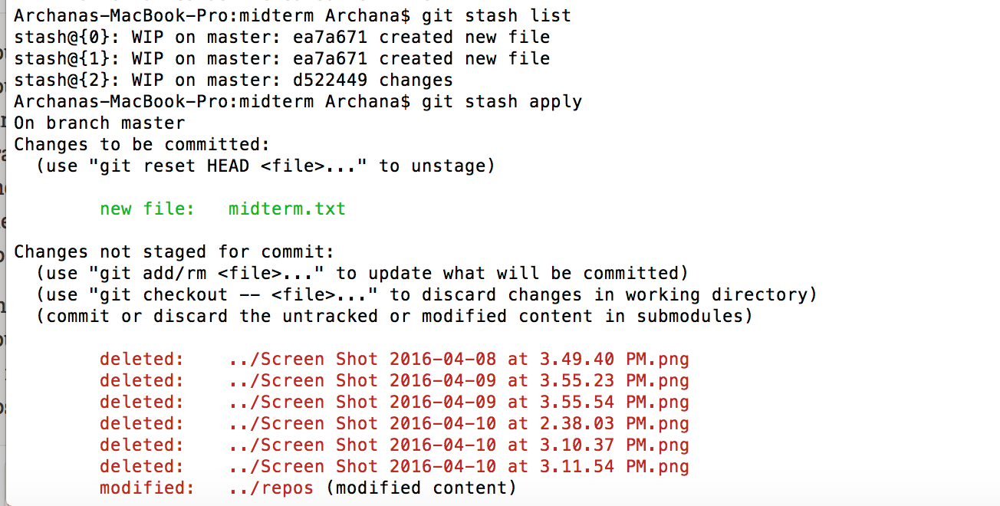 Archanas-MacBook-Pro:midterm Archana$ git stash list
stash@{0}: WIP on master: ea7a671 created new file
stash@{1}: WIP on master: ea7a671 created new file
stash@{2}: WIP on master: d522449 changes
Archanas-MacBook-Pro:midterm Archana$ git stash apply
On branch master
Changes to be committed:
  (use "git reset HEAD <file>..." to unstage)
        new file:   midterm.txt
Changes not staged for commit:
  (use "git add/rm <file>..." to update what will be committed)
  (use "git checkout -- <file>..." to discard changes in working directory)
  (commit or discard the untracked or modified content in submodules)
        deleted:    ../Screen Shot 2016-04-08 at 3.49.40 PM.png
        deleted:    ../Screen Shot 2016-04-09 at 3.55.23 PM.png
        deleted:    ../Screen Shot 2016-04-09 at 3.55.54 PM.png
        deleted:    ../Screen Shot 2016-04-10 at 2.38.03 PM.png
        deleted:    ../Screen Shot 2016-04-10 at 3.10.37 PM.png
        deleted:    ../Screen Shot 2016-04-10 at 3.11.54 PM.png
        modified:   ../repos (modified content)